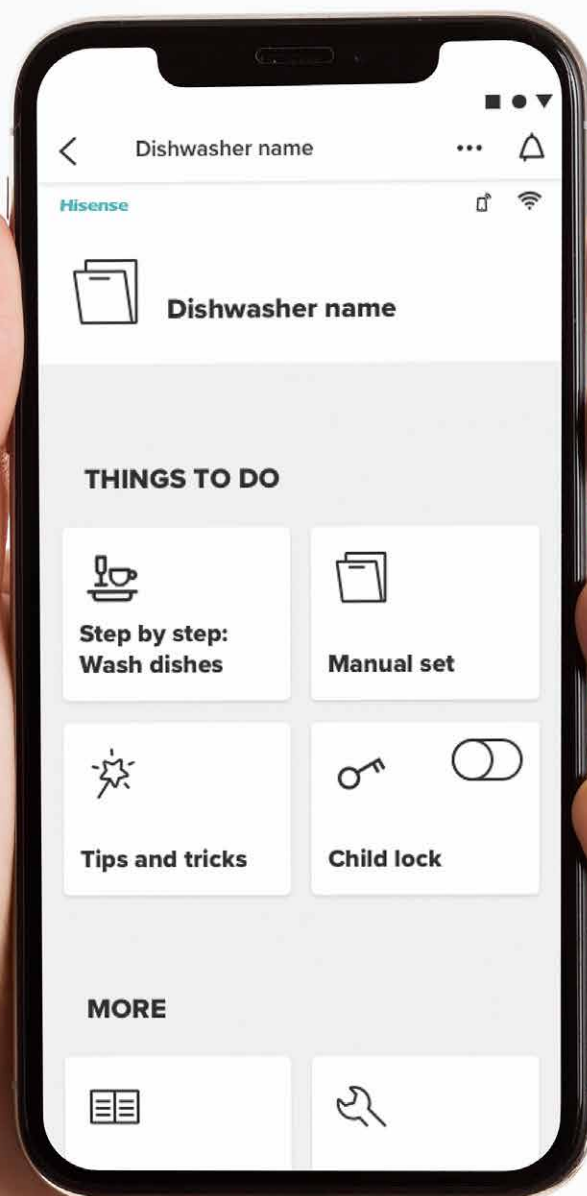 Dishwasher name
Hisense
Dishwasher name
THINGS TO DO
Step by step:
Wash dishes
Manual set
Tips and tricks
Child lock
MORE